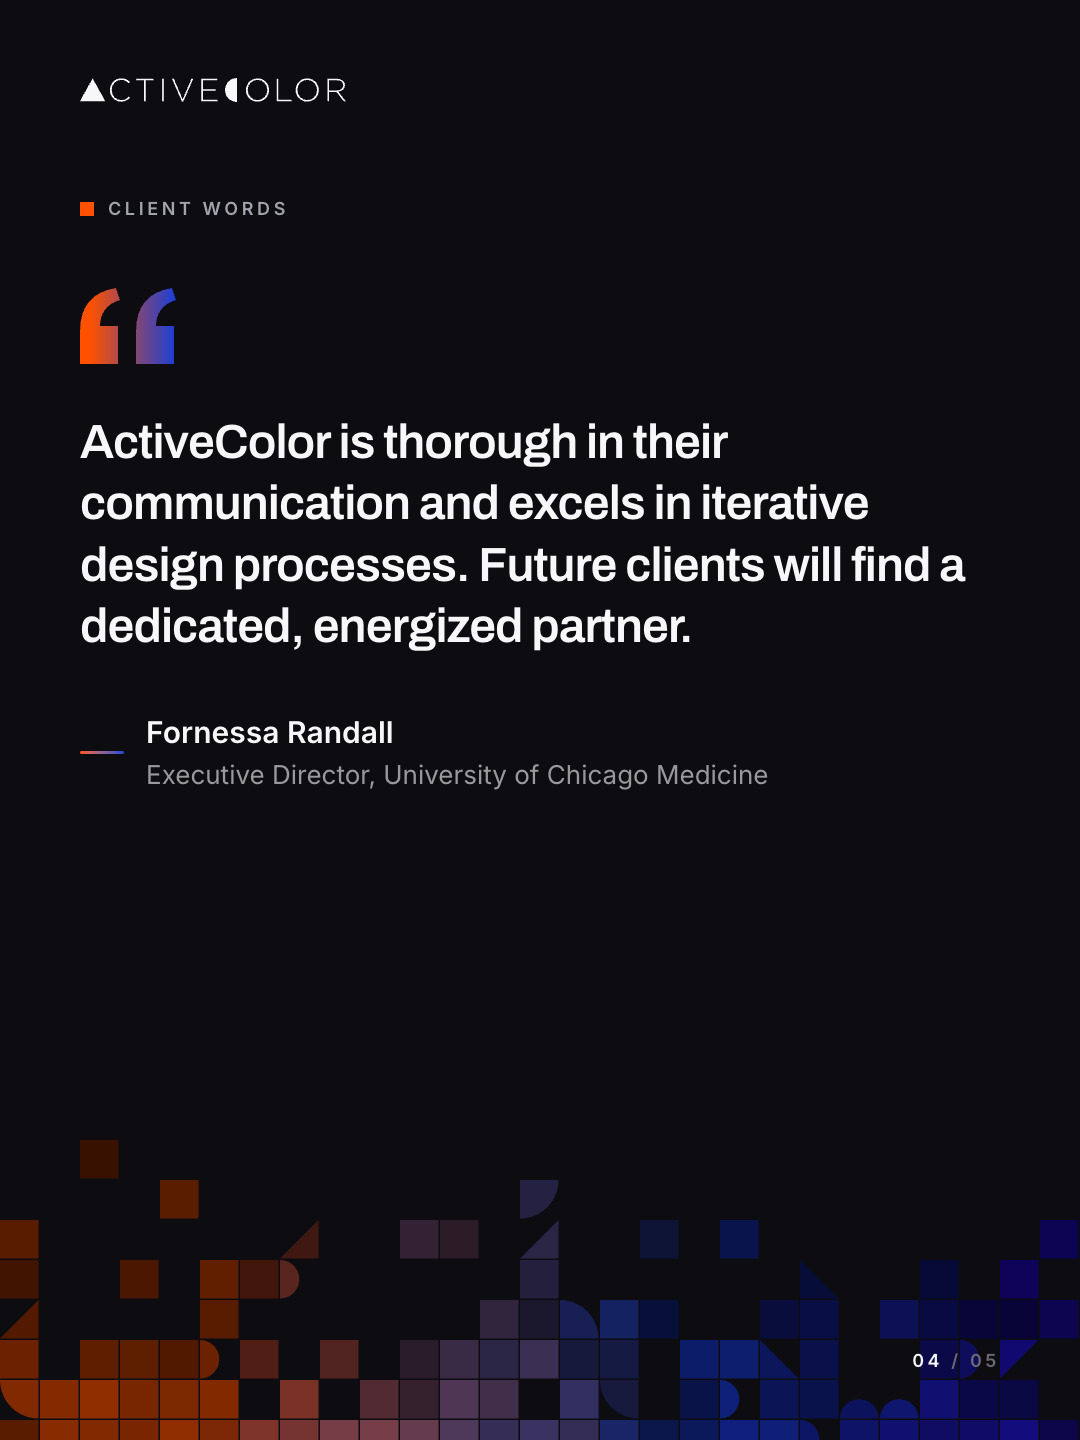 ACTIVECOLOR
CLIENT WORDS
“
ActiveColor is thorough in their
communication and excels in iterative
design processes. Future clients will find a
dedicated, energized partner.
Fornessa Randall
Executive Director, University of Chicago Medicine
04 / 05